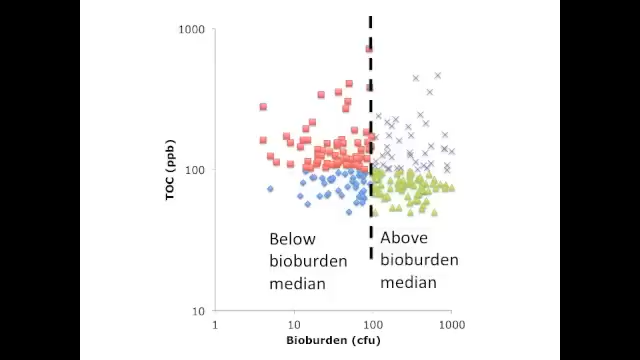 1000
100
10
TOC (ppb)
Below
bioburden
median
Above
bioburden
median
1
10
100
1000
Bioburden (cfu)